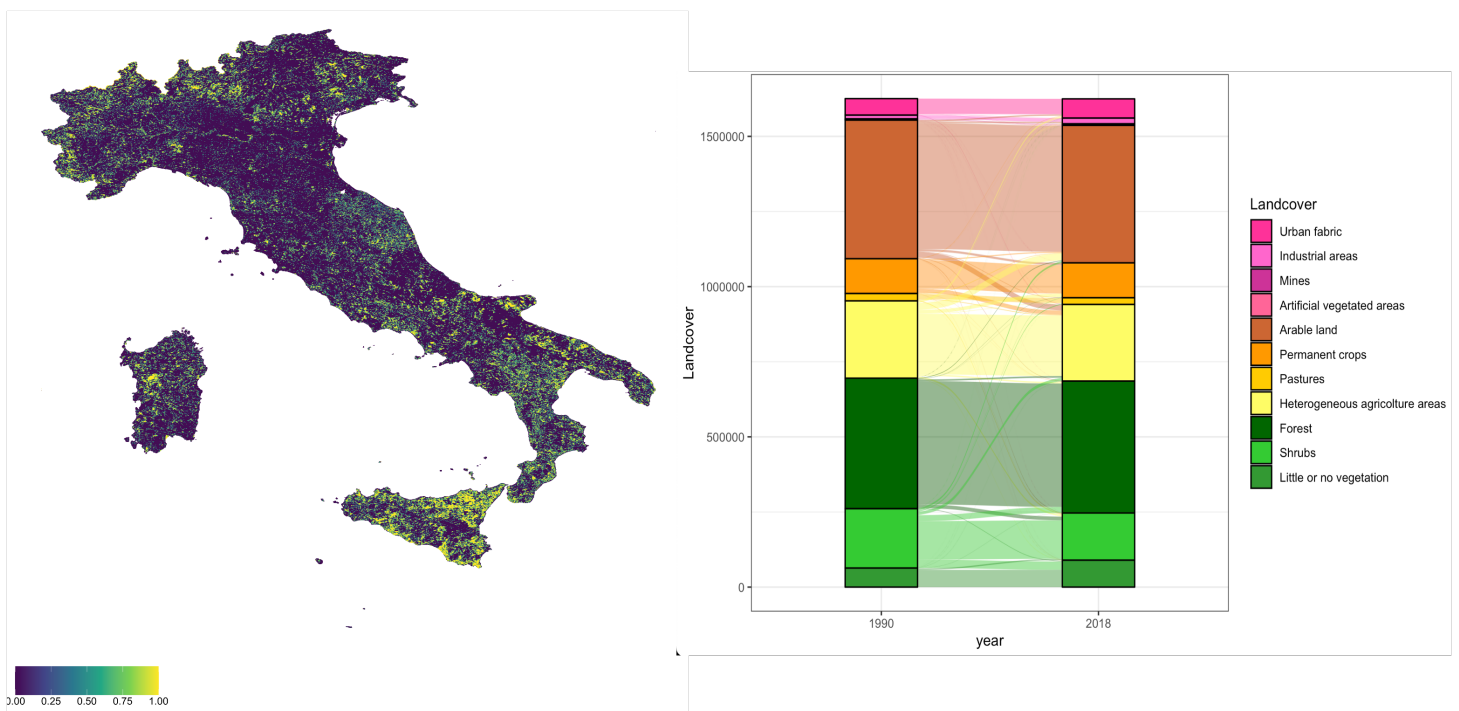 0.00 0.25 0.50 0.75 1.00
Landcover
1500000
1000000
500000
0
1990 2018
year
Landcover
Urban fabric
Industrial areas
Mines
Artificial vegetated areas
Arable land
Permanent crops
Pastures
Heterogeneous agricolture areas
Forest
Shrubs
Little or no vegetation